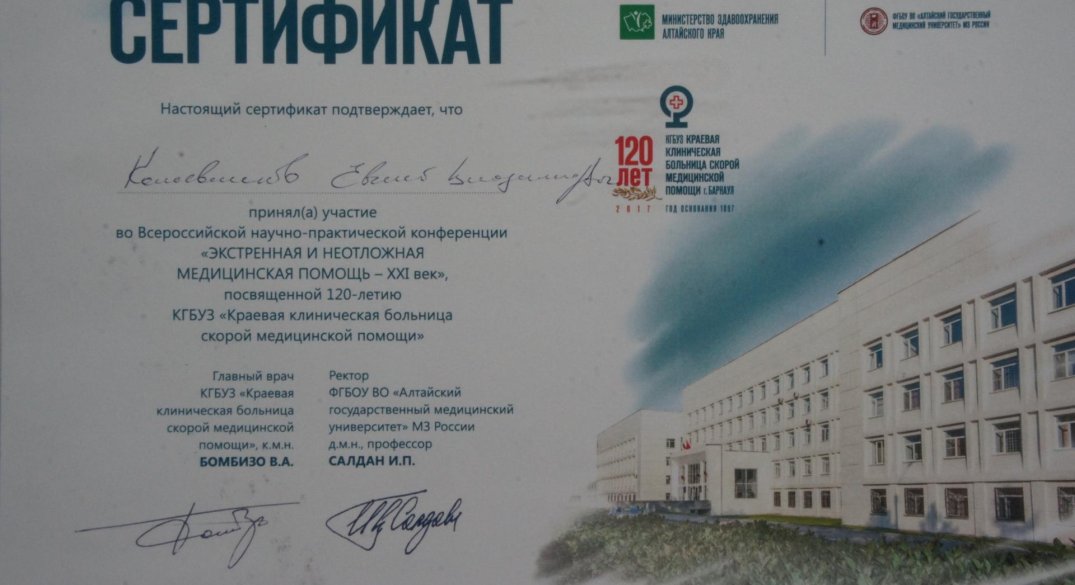 СЕРТИФИКАТ
МИНИСТЕРСТВО ЗДРАВООХРАНЕНИЯ
АЛТАЙСКОГО КРАЯ
ФГБОУ ВО «АЛТАЙСКИЙ ГОСУДАРСТВЕННЫЙ
МЕДИЦИНСКИЙ УНИВЕРСИТЕТ» МЗ РОССИИ
Настоящий сертификат подтверждает, что
Евгений
120 лет
2017
КГБУЗ КРАЕВАЯ
КЛИНИЧЕСКАЯ
БОЛЬНИЦА СКОРОЙ
МЕДИЦИНСКОЙ
ПОМОЩИ г. БАРНАУЛ
ГОД ОСНОВАНИЯ 1897
принял(а) участие
во Всероссийской научно-практической конференции
«ЭКСТРЕННАЯ И НЕОТЛОЖНАЯ
МЕДИЦИНСКАЯ ПОМОЩЬ – XXI век»,
посвященной 120-летию
КГБУЗ «Краевая клиническая больница
скорой медицинской помощи»
Главный врач
КГБУЗ «Краевая
клиническая больница
скорой медицинской
помощи», к.м.н.
БОМБИЗО В.А.
Ректор
ФГБОУ ВО «Алтайский
государственный медицинский
университет» МЗ России
д.м.н., профессор
САЛДАН И.П.